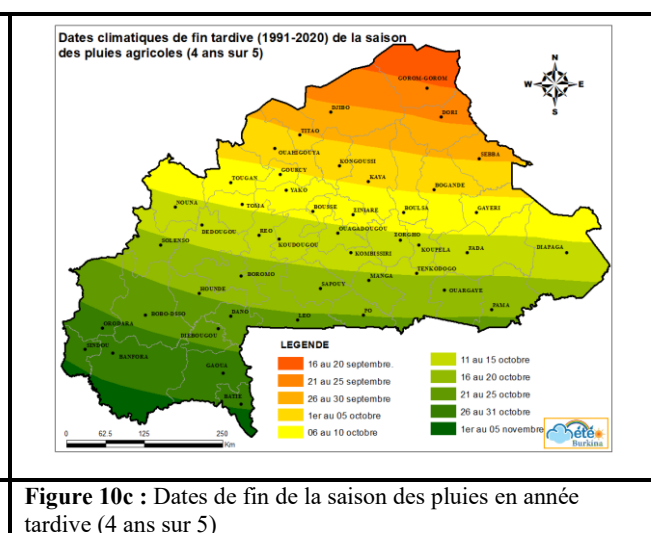 Dates climatiques de fin tardive (1991-2020) de la saison
des pluies agricoles (4 ans sur 5)
N
W
E
S
GOROM-GOROM
DJIBO
DORI
TITAO
OUAHIGOUYA
KONGOUSSI
SEBBA
GOURCY
TOUGAN
KAYA
YAKO
BOGANDE
NOUNA
TOMA
BOUSSE
ZINIARE
BOULSA
GAYERI
DEDOUGOU
REO
OUAGADOUGOU
ZORGHO
SOLENZO
KOUDOUGOU
KOMBISSIRI
KOUPELA
FADA
DIAPAGA
TENKODOGO
BOROMO
SAPOUY
MANGA
HOUNDE
OUARGAYE
PAMA
BOBO-DSSO
DANO
LEO
PO
ORODARA
DIEBOUGOU
SINDOU
BANFORA
GAOUA
BATIE
LEGENDE
16 au 20 septembre.
21 au 25 septembre
26 au 30 septembre
1er au 05 octobre
06 au 10 octobre
11 au 15 octobre
16 au 20 octobre
21 au 25 octobre
26 au 31 octobre
1er au 05 novembre
0 62.5 125 250
Km
été
Burkina
Figure 10c : Dates de fin de la saison des pluies en année
tardive (4 ans sur 5)